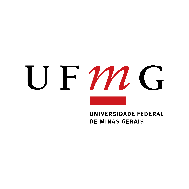 UFmG
UNIVERSIDADE FEDERAL
DE MINAS GERAIS